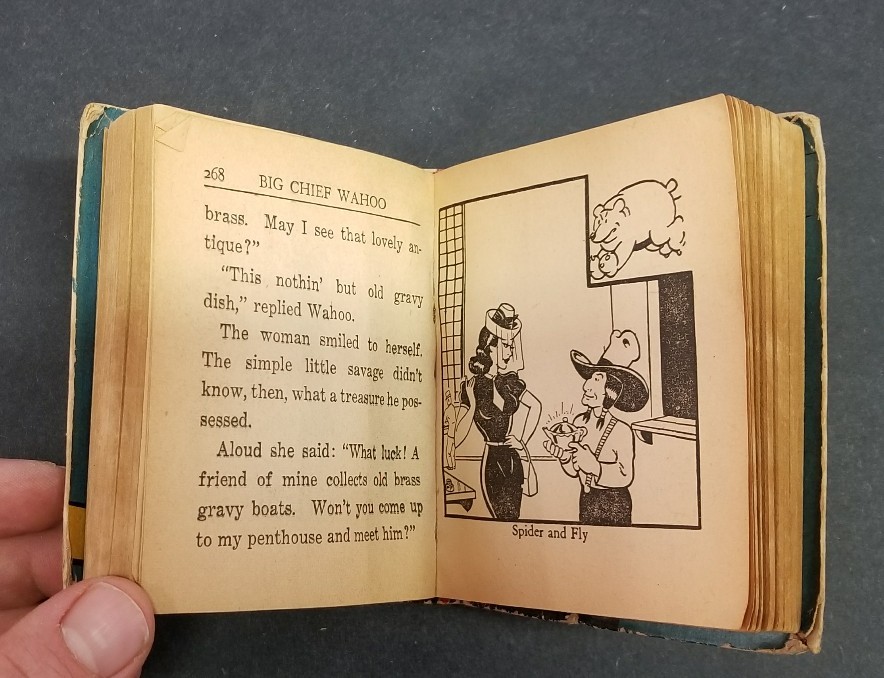 268 BIG CHIEF WAHOO
brass. May I see that lovely an-
tique?"
"This nothin' but old gravy
dish," replied Wahoo.
The woman smiled to herself.
The simple little savage didn't
know, then, what a treasure he pos-
sessed.
Aloud she said: "What luck! A
friend of mine collects old brass
gravy boats. Won't you come up
to my penthouse and meet him?"
Spider and Fly